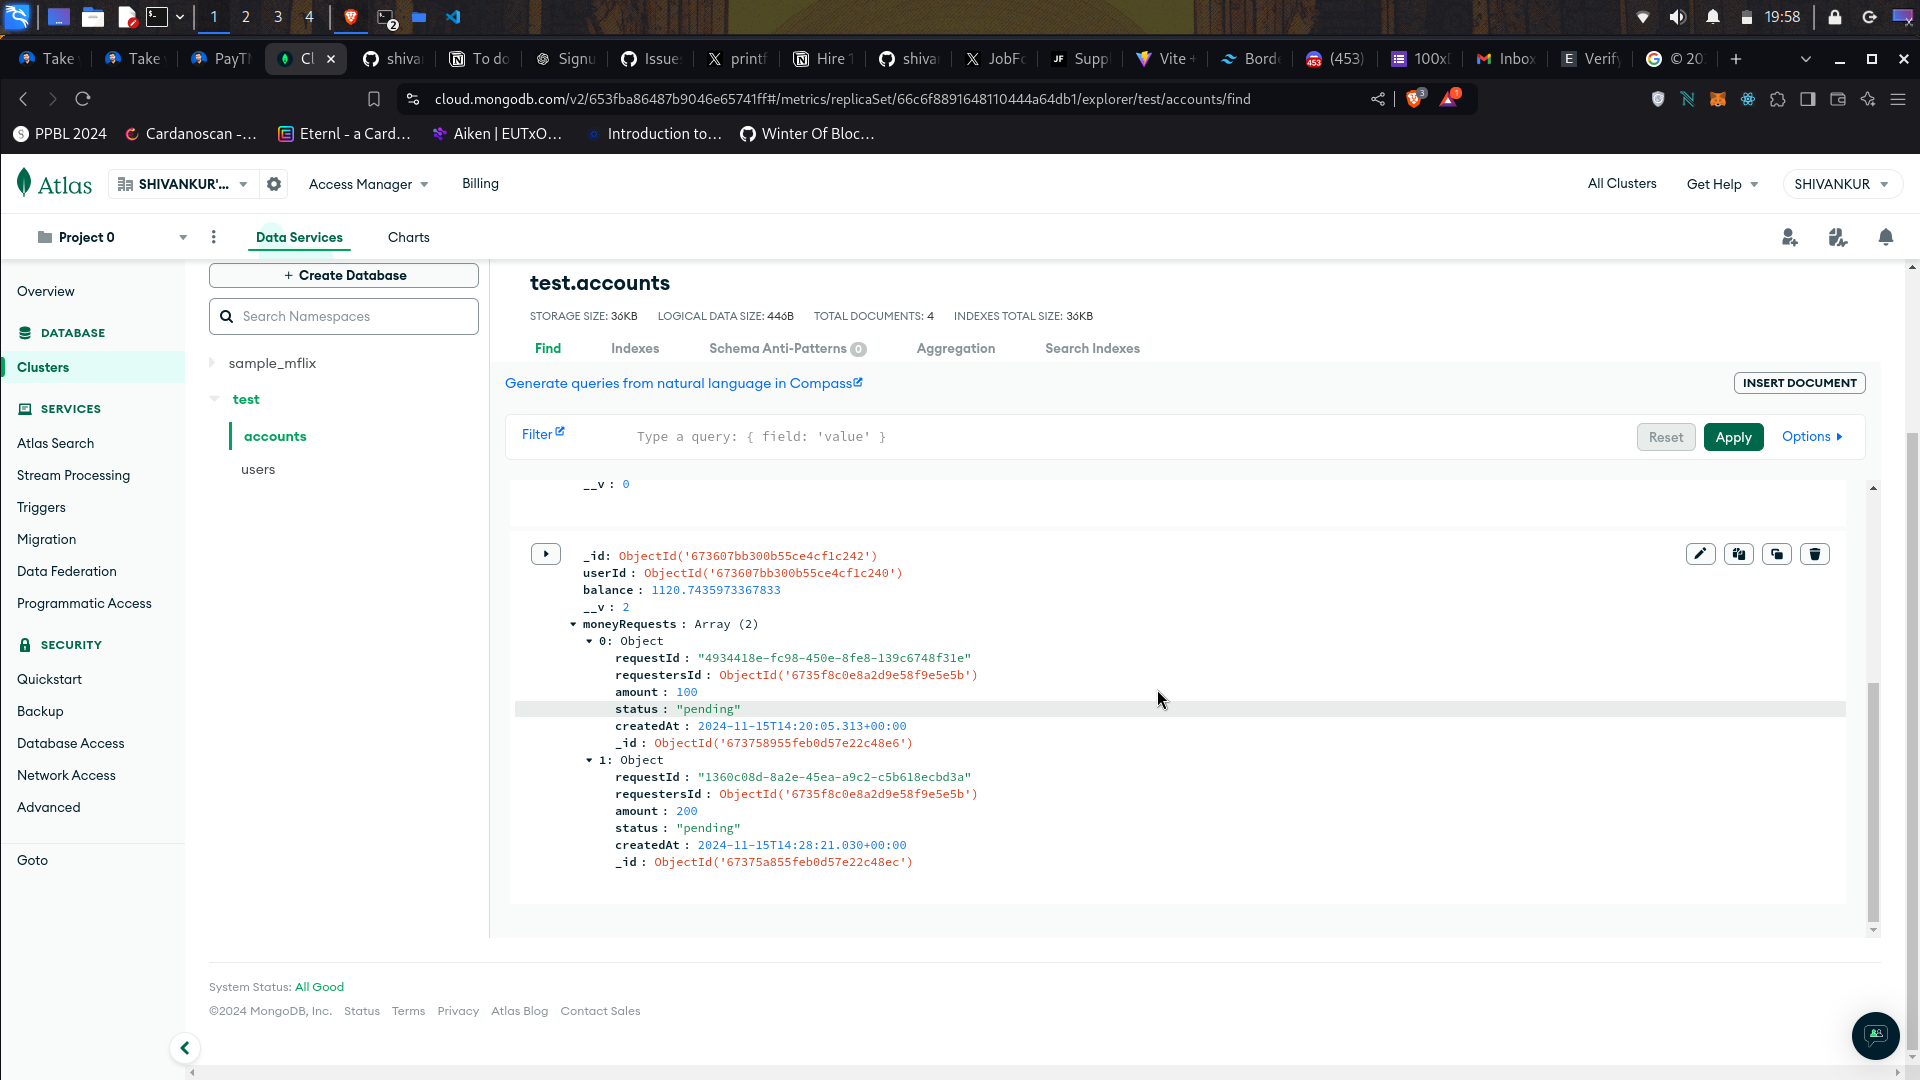 1 2 3 4 2 19:58
Take Take PayT Cl shiva To do Signu Issue printf Hire shiva JobFo JF Suppl Vite + Borde 453 (453) 100x Inbox E Verify © 20
cloud.mongodb.com/v2/653fba86487b9046e65741ff#/metrics/replicaSet/66c6f8891648110444a64db1/explorer/test/accounts/find 3 1
S PPBL 2024 Cardanoscan -... Eternl - a Card... Aiken | EUTxO... Introduction to... Winter Of Bloc...
Atlas SHIVANKUR'... Access Manager Billing All Clusters Get Help SHIVANKUR
Project 0 Data Services Charts
Overview
DATABASE
Clusters
SERVICES
Atlas Search
Stream Processing
Triggers
Migration
Data Federation
Programmatic Access
SECURITY
Quickstart
Backup
Database Access
Network Access
Advanced
Goto
+ Create Database
Search Namespaces
sample_mflix
test
accounts
users
test.accounts
STORAGE SIZE: 36KB LOGICAL DATA SIZE: 446B TOTAL DOCUMENTS: 4 INDEXES TOTAL SIZE: 36KB
Find Indexes Schema Anti-Patterns 0 Aggregation Search Indexes
Generate queries from natural language in Compass INSERT DOCUMENT
Filter Type a query: { field: 'value' } Reset Apply Options
__v : 0
_id: ObjectId('673607bb300b55ce4cf1c242')
userId : ObjectId('673607bb300b55ce4cf1c240')
balance : 1120.7435973367833
__v : 2
moneyRequests : Array (2)
0: Object
requestId : "4934418e-fc98-450e-8fe8-139c6748f31e"
requestersId : ObjectId('6735f8c0e8a2d9e58f9e5e5b')
amount : 100
status : "pending"
createdAt : 2024-11-15T14:20:05.313+00:00
_id : ObjectId('673758955feb0d57e22c48e6')
1: Object
requestId : "1360c08d-8a2e-45ea-a9c2-c5b618ecbd3a"
requestersId : ObjectId('6735f8c0e8a2d9e58f9e5e5b')
amount : 200
status : "pending"
createdAt : 2024-11-15T14:28:21.030+00:00
_id : ObjectId('67375a855feb0d57e22c48ec')
System Status: All Good
©2024 MongoDB, Inc. Status Terms Privacy Atlas Blog Contact Sales